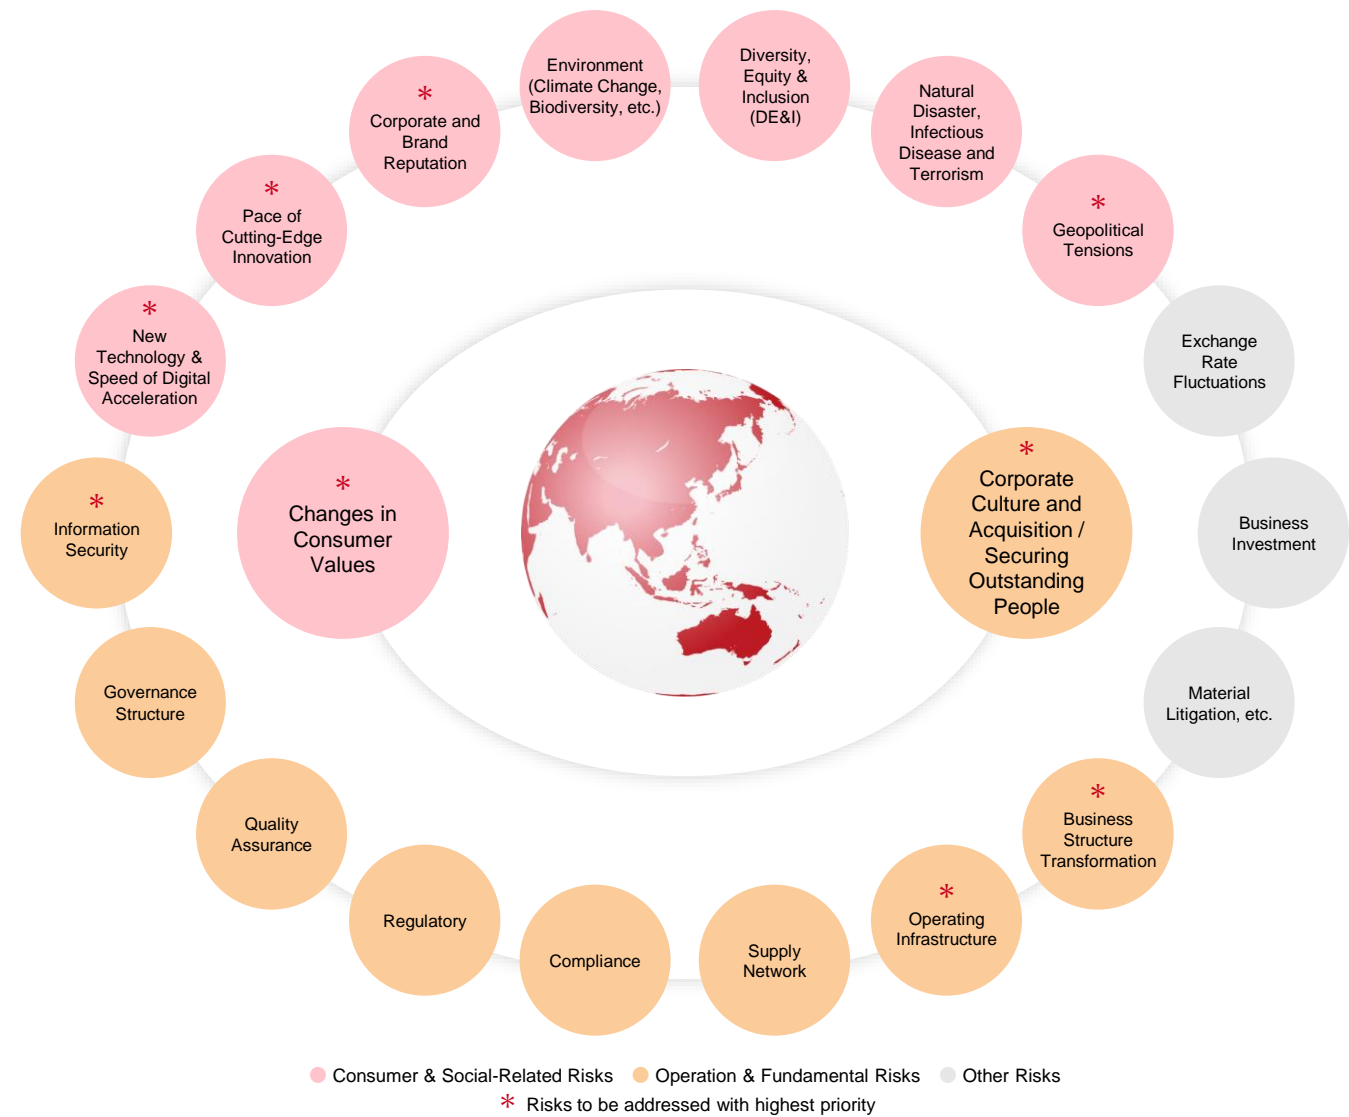 Environment
(Climate Change,
Biodiversity, etc.)
Diversity,
Equity &
Inclusion
(DE&I)
Natural
Disaster,
Infectious
Disease and
Terrorism
*
Geopolitical
Tensions
Exchange
Rate
Fluctuations
Business
Investment
Material
Litigation, etc.
*
Business
Structure
Transformation
*
Operating
Infrastructure
Supply
Network
Compliance
Regulatory
Quality
Assurance
Governance
Structure
*
Information
Security
*
New
Technology &
Speed of Digital
Acceleration
*
Pace of
Cutting-Edge
Innovation
*
Corporate and
Brand
Reputation
*
Changes in
Consumer
Values
*
Corporate
Culture and
Acquisition /
Securing
Outstanding
People
Consumer & Social-Related Risks Operation & Fundamental Risks Other Risks
* Risks to be addressed with highest priority